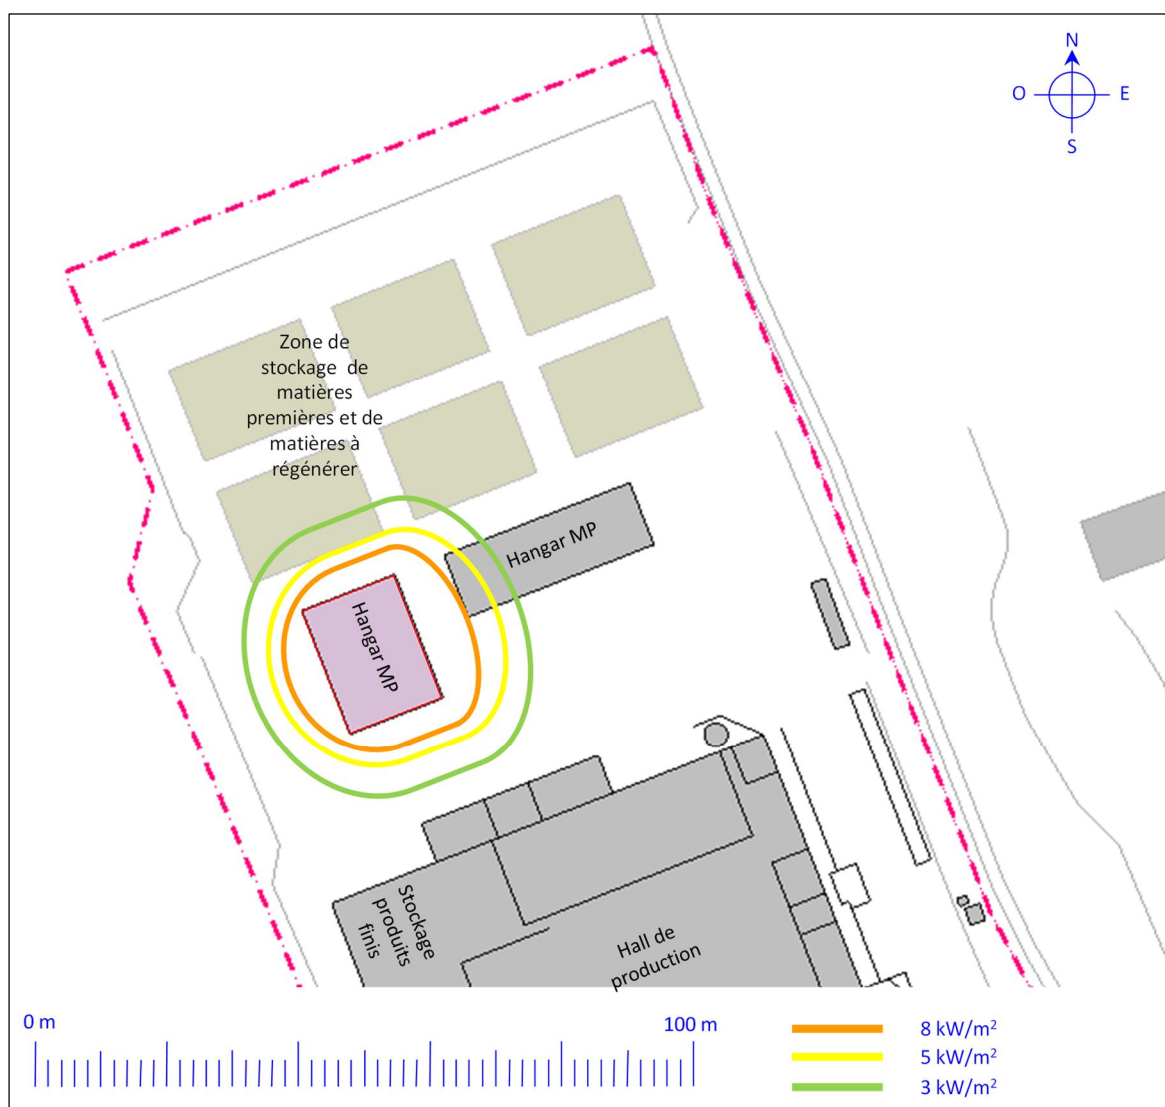 N
O
E
S
Zone de
stockage de
matières
premières et de
matières à
régénérer
Hangar MP
Hangar MP
Stockage
produits
finis
Hall de
production
0 m
100 m
8 kW/m²
5 kW/m²
3 kW/m²